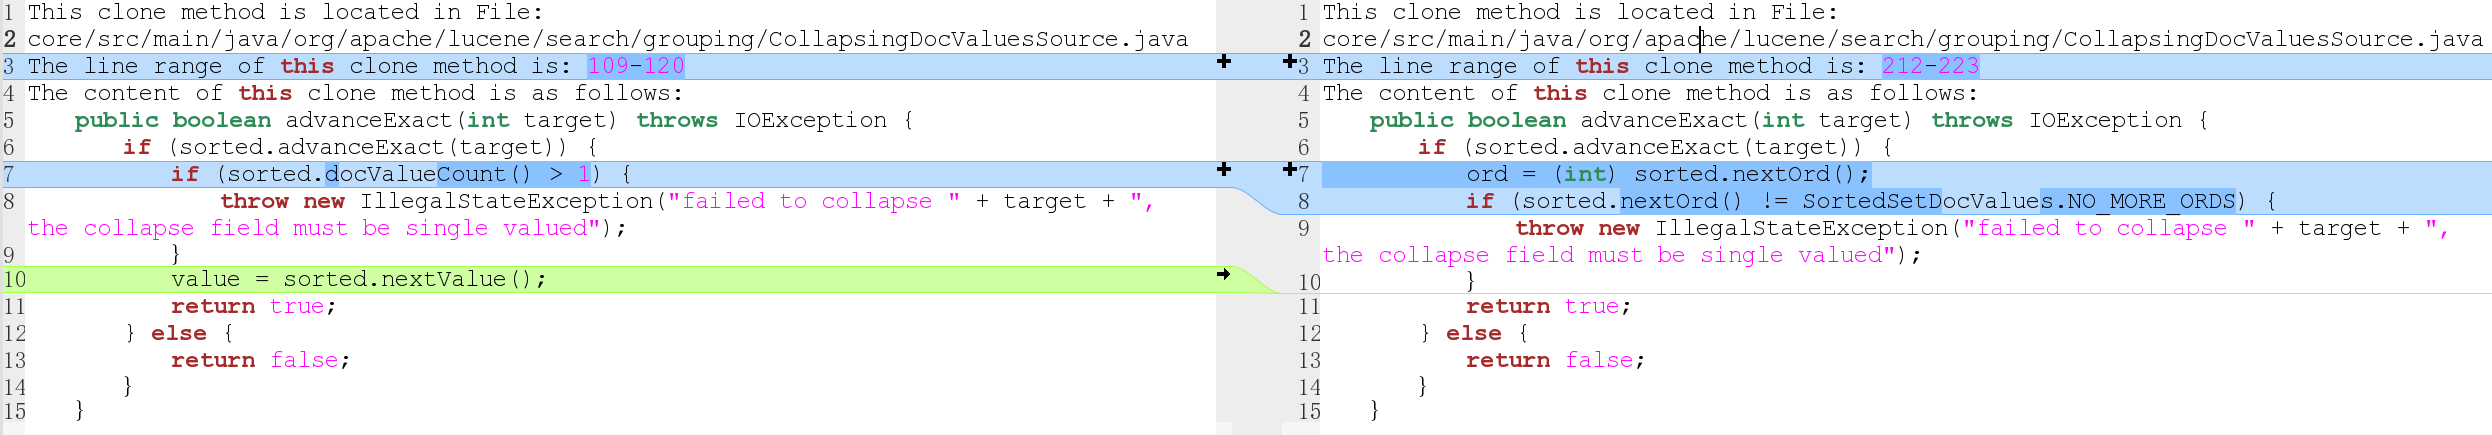 1 This clone method is located in File:
2 core/src/main/java/org/apache/lucene/search/grouping/CollapsingDocValuesSource.java
3 The line range of this clone method is: 109-120
4 The content of this clone method is as follows:
5 public boolean advanceExact(int target) throws IOException {
6 if (sorted.advanceExact(target)) {
7 if (sorted.docValueCount() > 1) {
8 throw new IllegalStateException("failed to collapse " + target + ",
the collapse field must be single valued");
9 }
10 value = sorted.nextValue();
11 return true;
12 } else {
13 return false;
14 }
15 }
1 This clone method is located in File:
2 core/src/main/java/org/apache/lucene/search/grouping/CollapsingDocValuesSource.java
3 The line range of this clone method is: 212-223
4 The content of this clone method is as follows:
5 public boolean advanceExact(int target) throws IOException {
6 if (sorted.advanceExact(target)) {
7 ord = (int) sorted.nextOrd();
8 if (sorted.nextOrd() != SortedSetDocValues.NO_MORE_ORDS) {
9 throw new IllegalStateException("failed to collapse " + target + ",
the collapse field must be single valued");
10 }
11 return true;
12 } else {
13 return false;
14 }
15 }